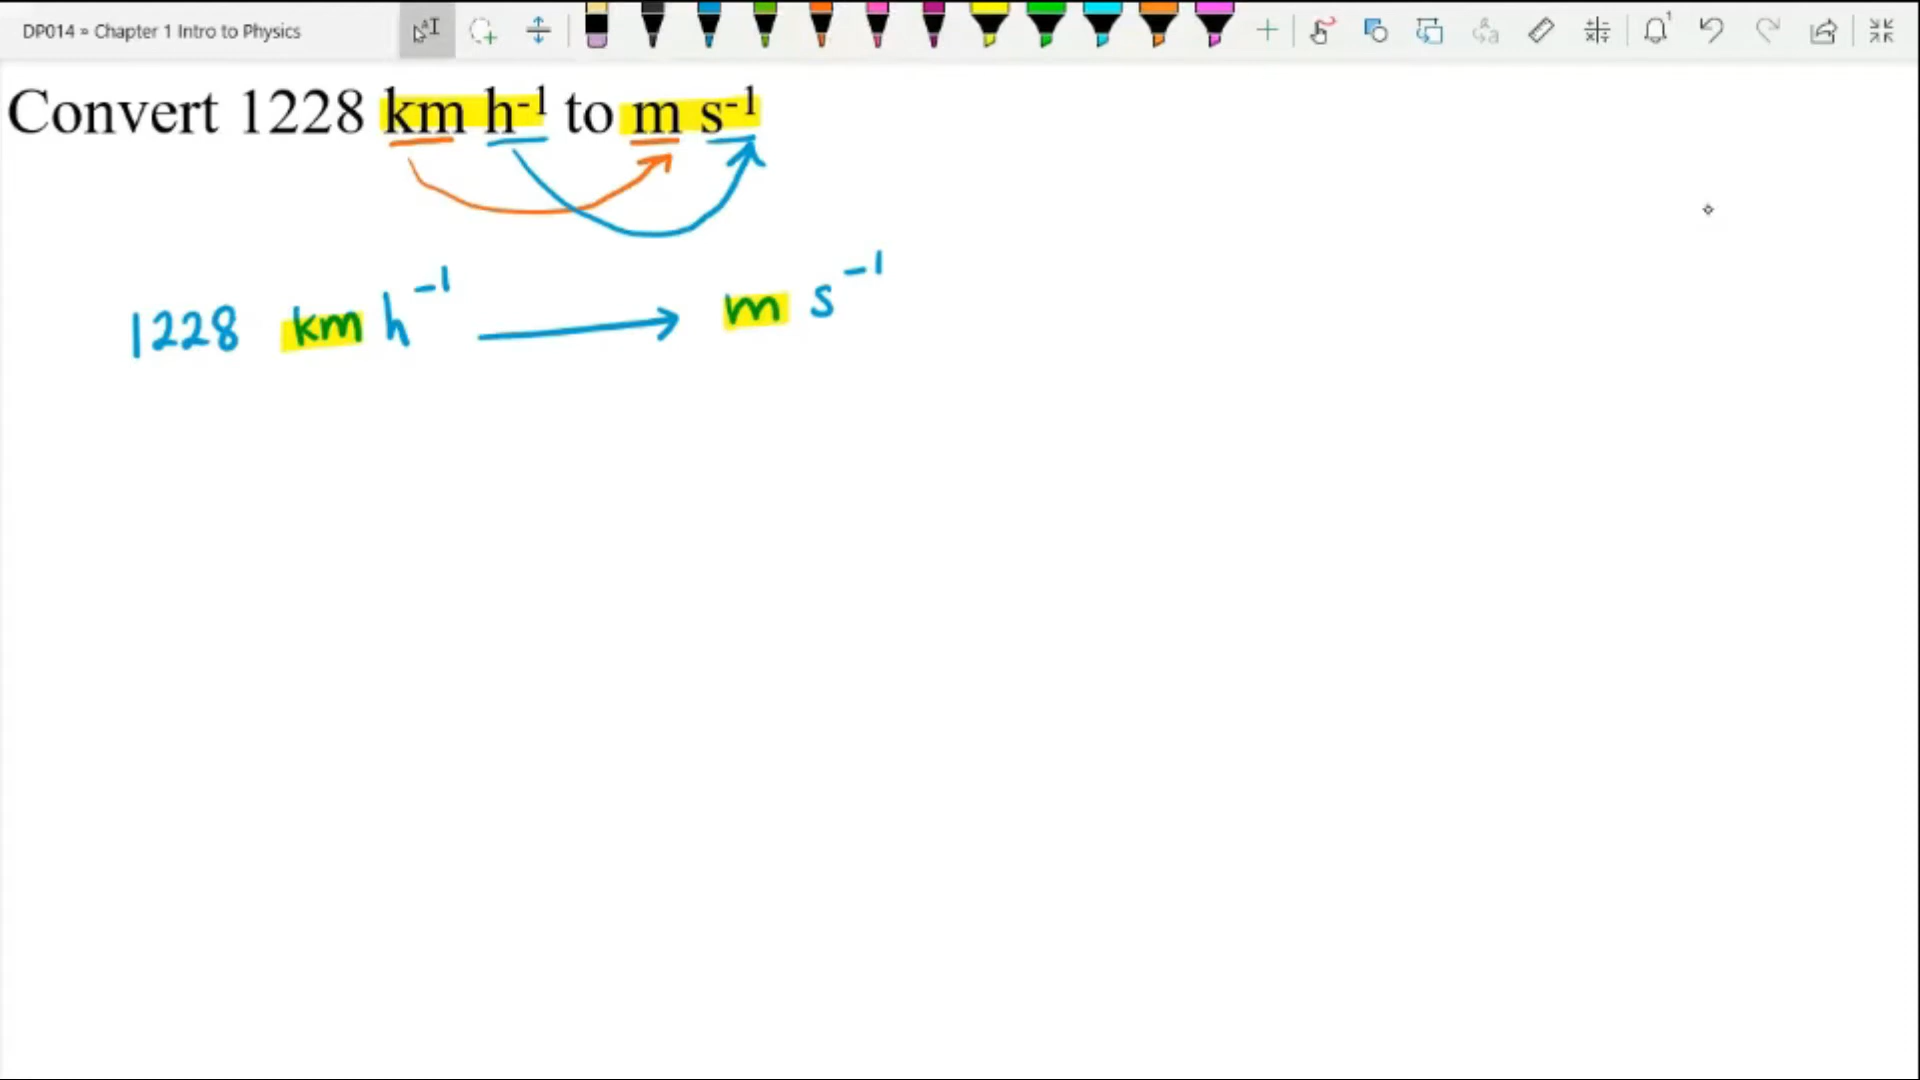 DP014 » Chapter 1 Intro to Physics
Convert 1228 km h⁻¹ to m s⁻¹
1228 km h⁻¹ → m s⁻¹